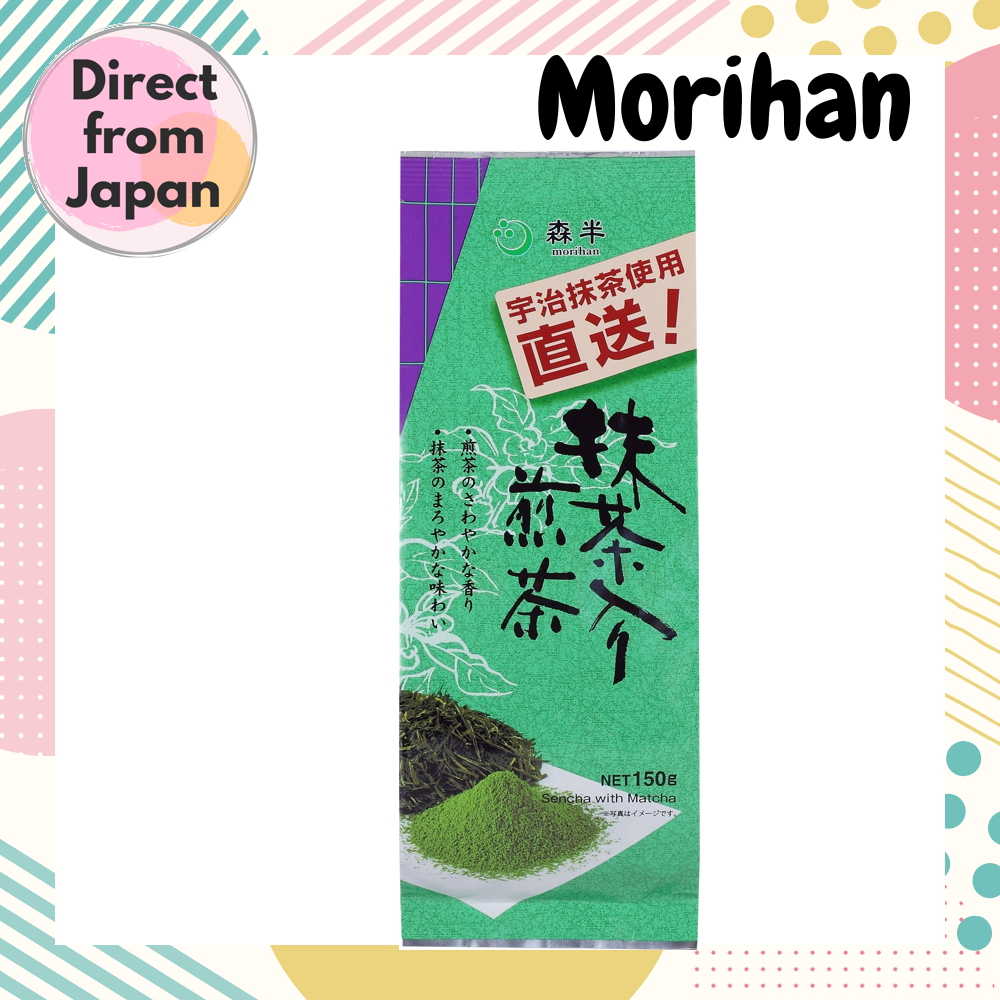 Direct
from
Japan
Morihan
森半
morihan
宇治抹茶使用
直送!
抹茶入り
煎茶
・煎茶のさわやかな香り
・抹茶のまろやかな味わい
NET150g
Sencha with Matcha
※写真はイメージです。